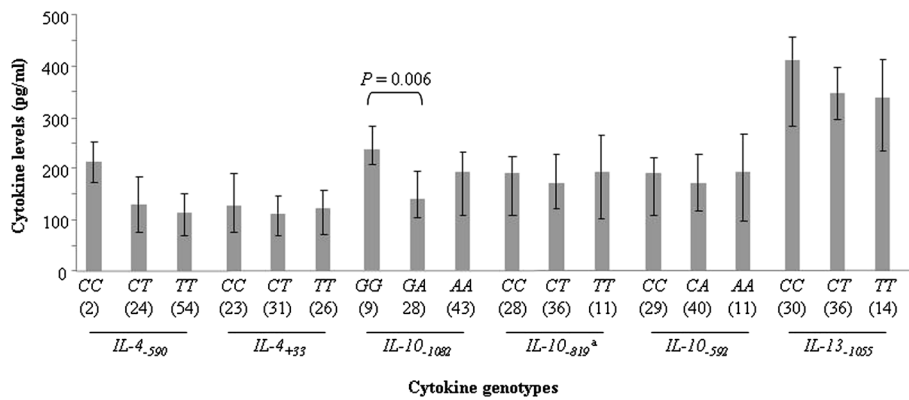 500
400
300
200
100
0
Cytokine levels (pg/ml)
P = 0.006
CC CT TT CC CT TT GG GA AA CC CT TT CC CA AA CC CT TT
(2) (24) (54) (23) (31) (26) (9) 28) (43) (28) (36) (11) (29) (40) (11) (30) (36) (14)
IL-4-590 IL-4+33 IL-10-1082 IL-10-819a IL-10-592 IL-13-1055
Cytokine genotypes